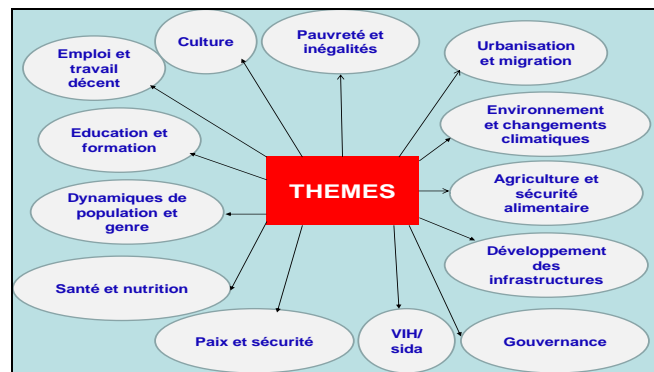 Culture
Pauvreté et
inégalités
Urbanisation
et migration
Emploi et
travail
décent
Environnement
et changements
climatiques
Education et
formation
THEMES
Agriculture et
sécurité
alimentaire
Dynamiques de
population et
genre
Développement
des
infrastructures
Santé et nutrition
Paix et sécurité
VIH/
sida
Gouvernance